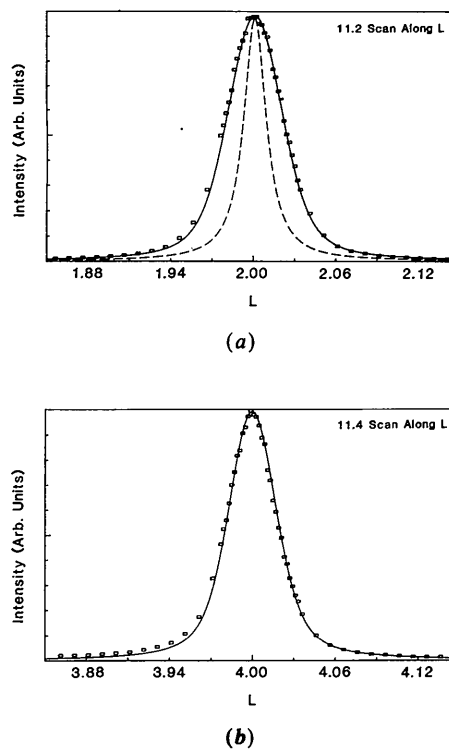 11.2 Scan Along L
Intensity (Arb. Units)
1.88 1.94 2.00 2.06 2.12
L
(a)
11.4 Scan Along L
Intensity (Arb. Units)
3.88 3.94 4.00 4.06 4.12
L
(b)